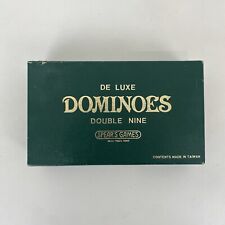 DE LUXE
DOMINOES
DOUBLE NINE
SPEAR'S GAMES
CONTENTS MADE IN TAIWAN